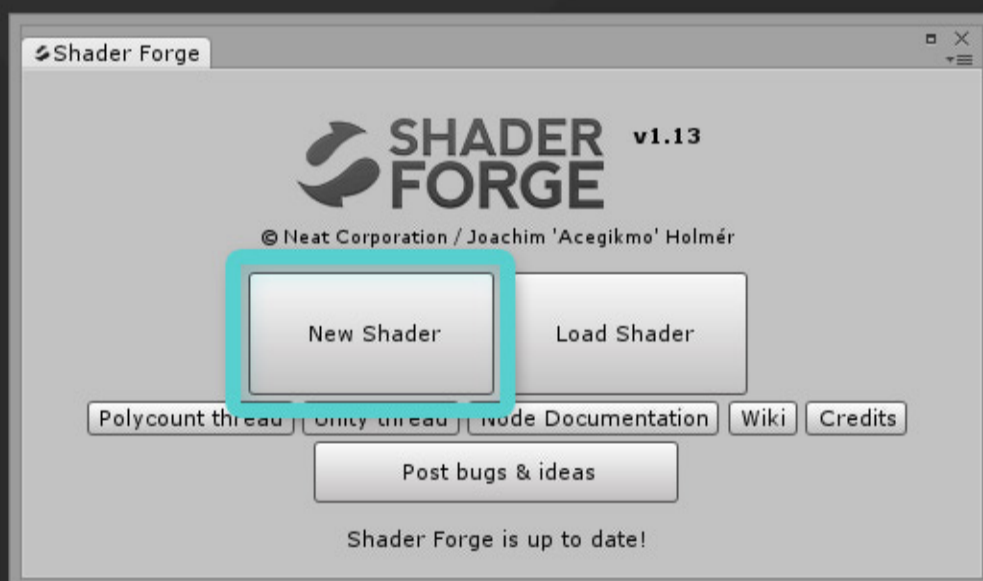 Shader Forge
SHADER FORGE v1.13
© Neat Corporation / Joachim 'Acegikmo' Holmér
New Shader Load Shader
Polycount thread Unity thread Node Documentation Wiki Credits
Post bugs & ideas
Shader Forge is up to date!